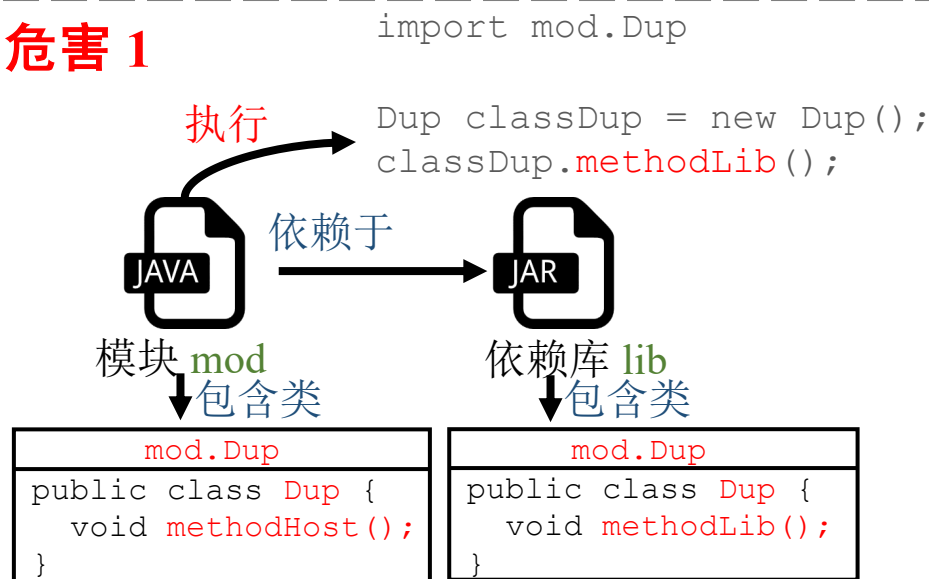 import mod.Dup
危害 1
执行
Dup classDup = new Dup();
classDup.methodLib();
依赖于
JAVA
JAR
模块 mod
依赖库 lib
包含类
包含类
mod.Dup
public class Dup {
void methodHost();
}
mod.Dup
public class Dup {
void methodLib();
}